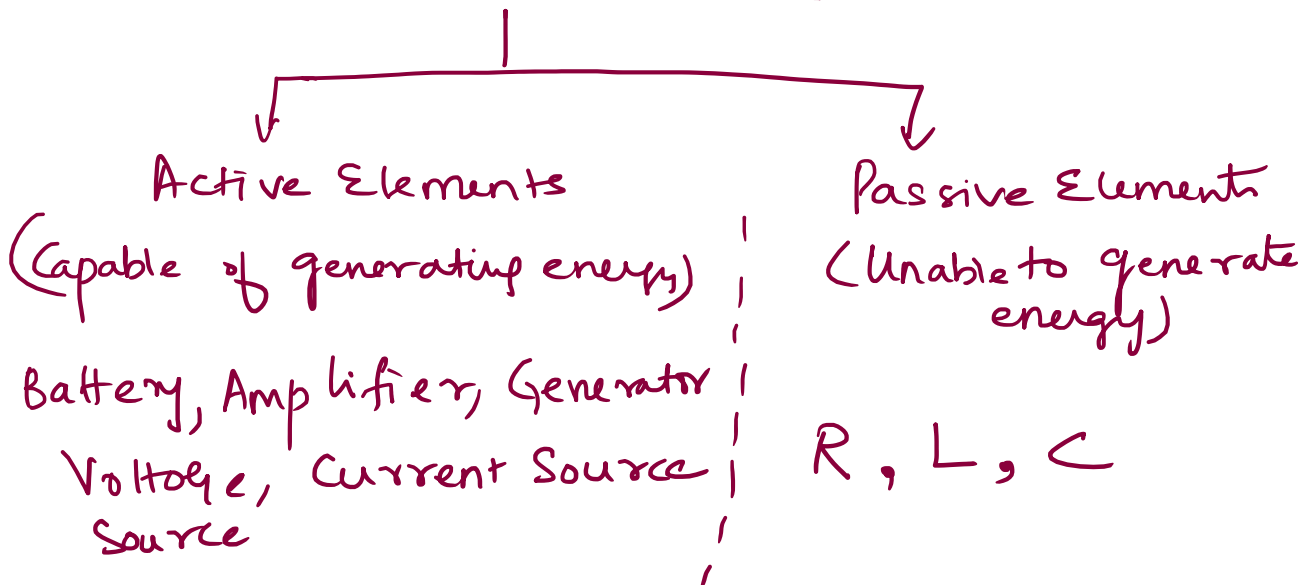 Active Elements
(Capable of generating energy)
Battery, Amplifier, Generator
Voltage, Current Source
Source
Passive Elements
(Unable to generate
energy)
R, L, C